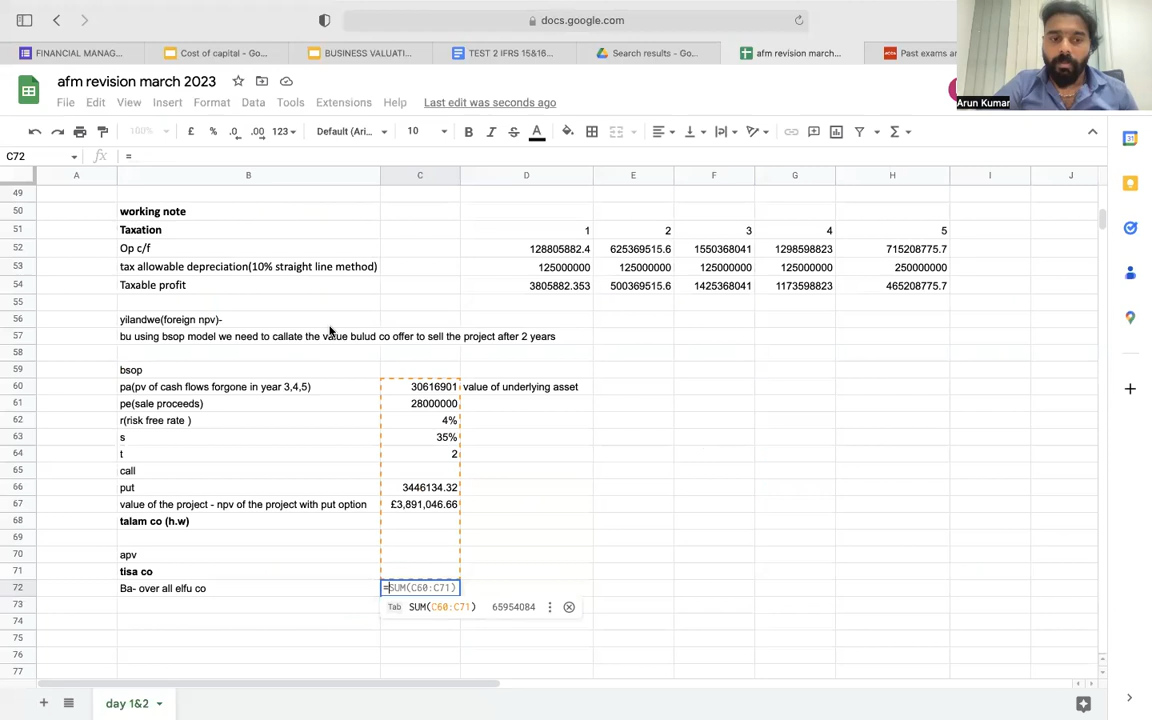 docs.google.com
FINANCIAL MANAG...
Cost of capital - Go...
BUSINESS VALUATI...
TEST 2 IFRS 15&16...
Search results - Go...
afm revision march...
Past exams ar
afm revision march 2023
File Edit View Insert Format Data Tools Extensions Help Last edit was seconds ago
Arun Kumar
100% £ % .0 .00 123 Default (Ari... 10 B I S A
C72 fx =
A B C D E F G H I J
49
50 working note
51 Taxation 1 2 3 4 5
52 Op c/f 128805882.4 625369515.6 1550368041 1298598823 715208775.7
53 tax allowable depreciation(10% straight line method) 125000000 125000000 125000000 125000000 250000000
54 Taxable profit 3805882.353 500369515.6 1425368041 1173598823 465208775.7
55
56 yilandwe(foreign npv)-
57 bu using bsop model we need to callate the value bulud co offer to sell the project after 2 years
58
59 bsop
60 pa(pv of cash flows forgone in year 3,4,5) 30616901 value of underlying asset
61 pe(sale proceeds) 28000000
62 r(risk free rate ) 4%
63 s 35%
64 t 2
65 call
66 put 3446134.32
67 value of the project - npv of the project with put option £3,891,046.66
68 talam co (h.w)
69
70 apv
71 tisa co
72 Ba- over all elfu co =SUM(C60:C71)
73 Tab SUM(C60:C71) 65954084
74
75
76
77
day 1&2